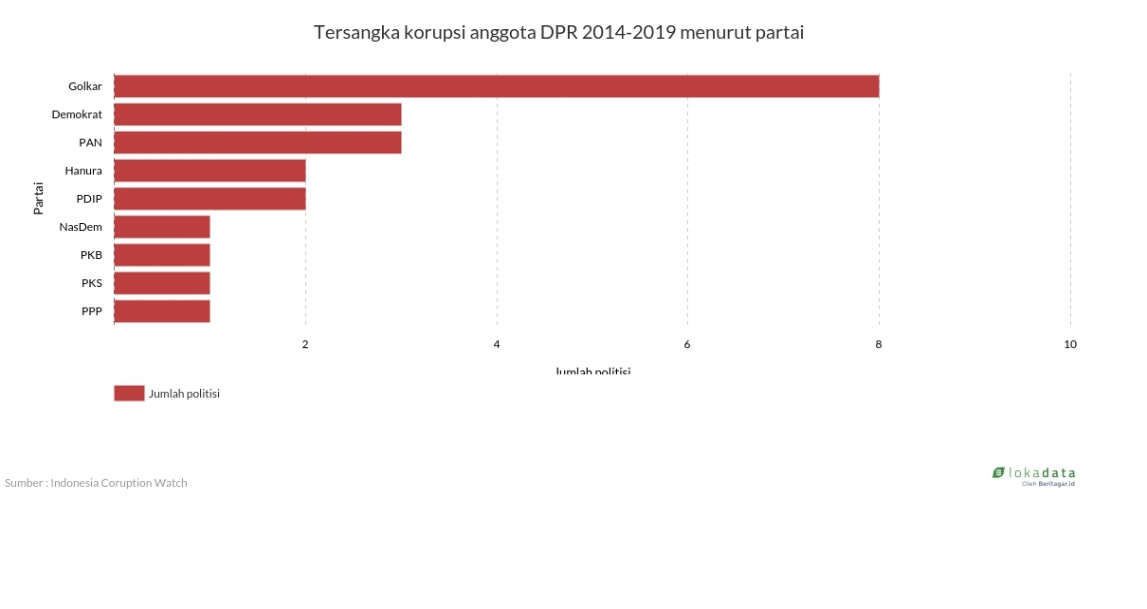 Tersangka korupsi anggota DPR 2014-2019 menurut partai
Golkar
Demokrat
PAN
Hanura
PDIP
NasDem
PKB
PKS
PPP
Partai
2
4
6
8
10
Jumlah politisi
Jumlah politisi
Sumber : Indonesia Coruption Watch
lokadata
Oleh Beritagar.id